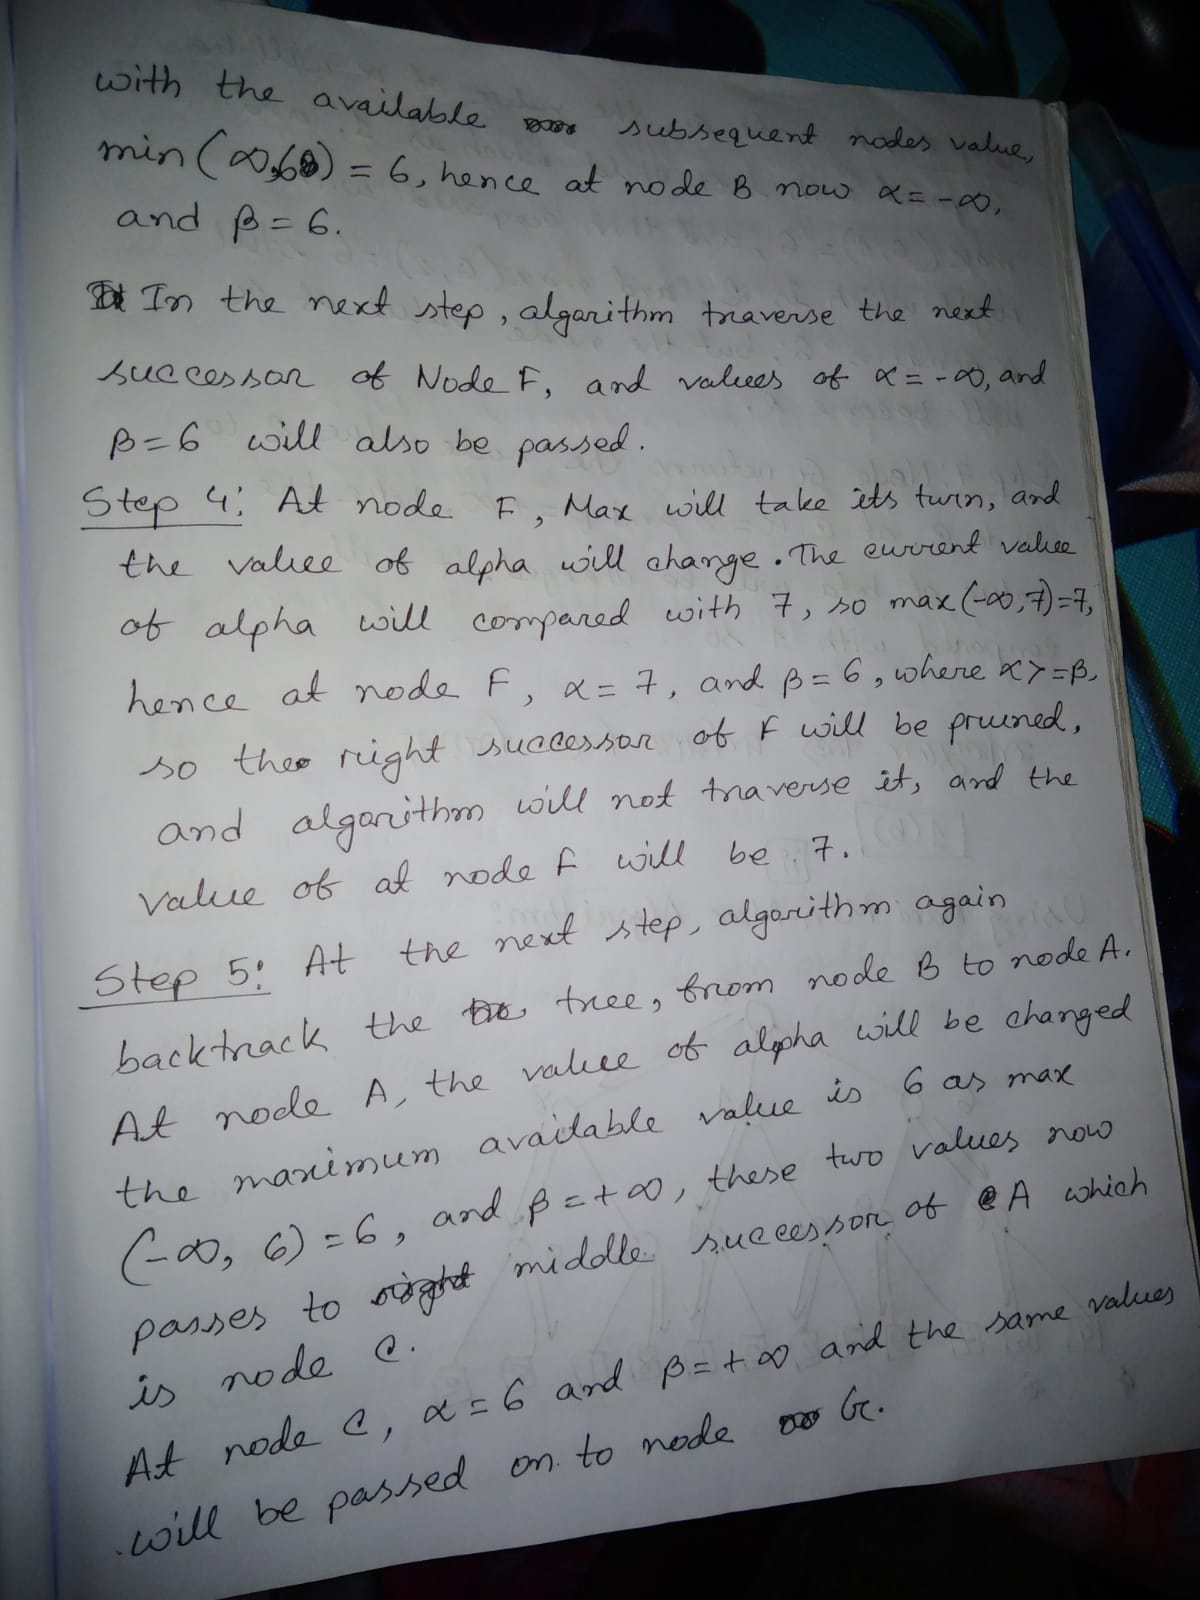 with the available subsequent nodes value,
min (∞,6) = 6, hence at node B now α = -∞,
and β = 6.
In the next step, algorithm traverse the next
successor of Node F, and values of α = -∞, and
β = 6 will also be passed.
Step 4: At node F, Max will take its turn, and
the value of alpha will change. The current value
of alpha will compared with 7, so max (-∞, 7) = 7,
hence at node F, α = 7, and β = 6, where α >= β,
so the right successor of F will be pruned,
and algorithm will not traverse it, and the
value of at node F will be 7.
Step 5: At the next step, algorithm again
backtrack the tree, from node B to node A.
At node A, the value of alpha will be changed
the maximum available value is 6 as max
(-∞, 6) = 6, and β = +∞, these two values now
passes to middle successor of A which
is node C.
At node C, α = 6 and β = +∞ and the same values
will be passed on to node G.